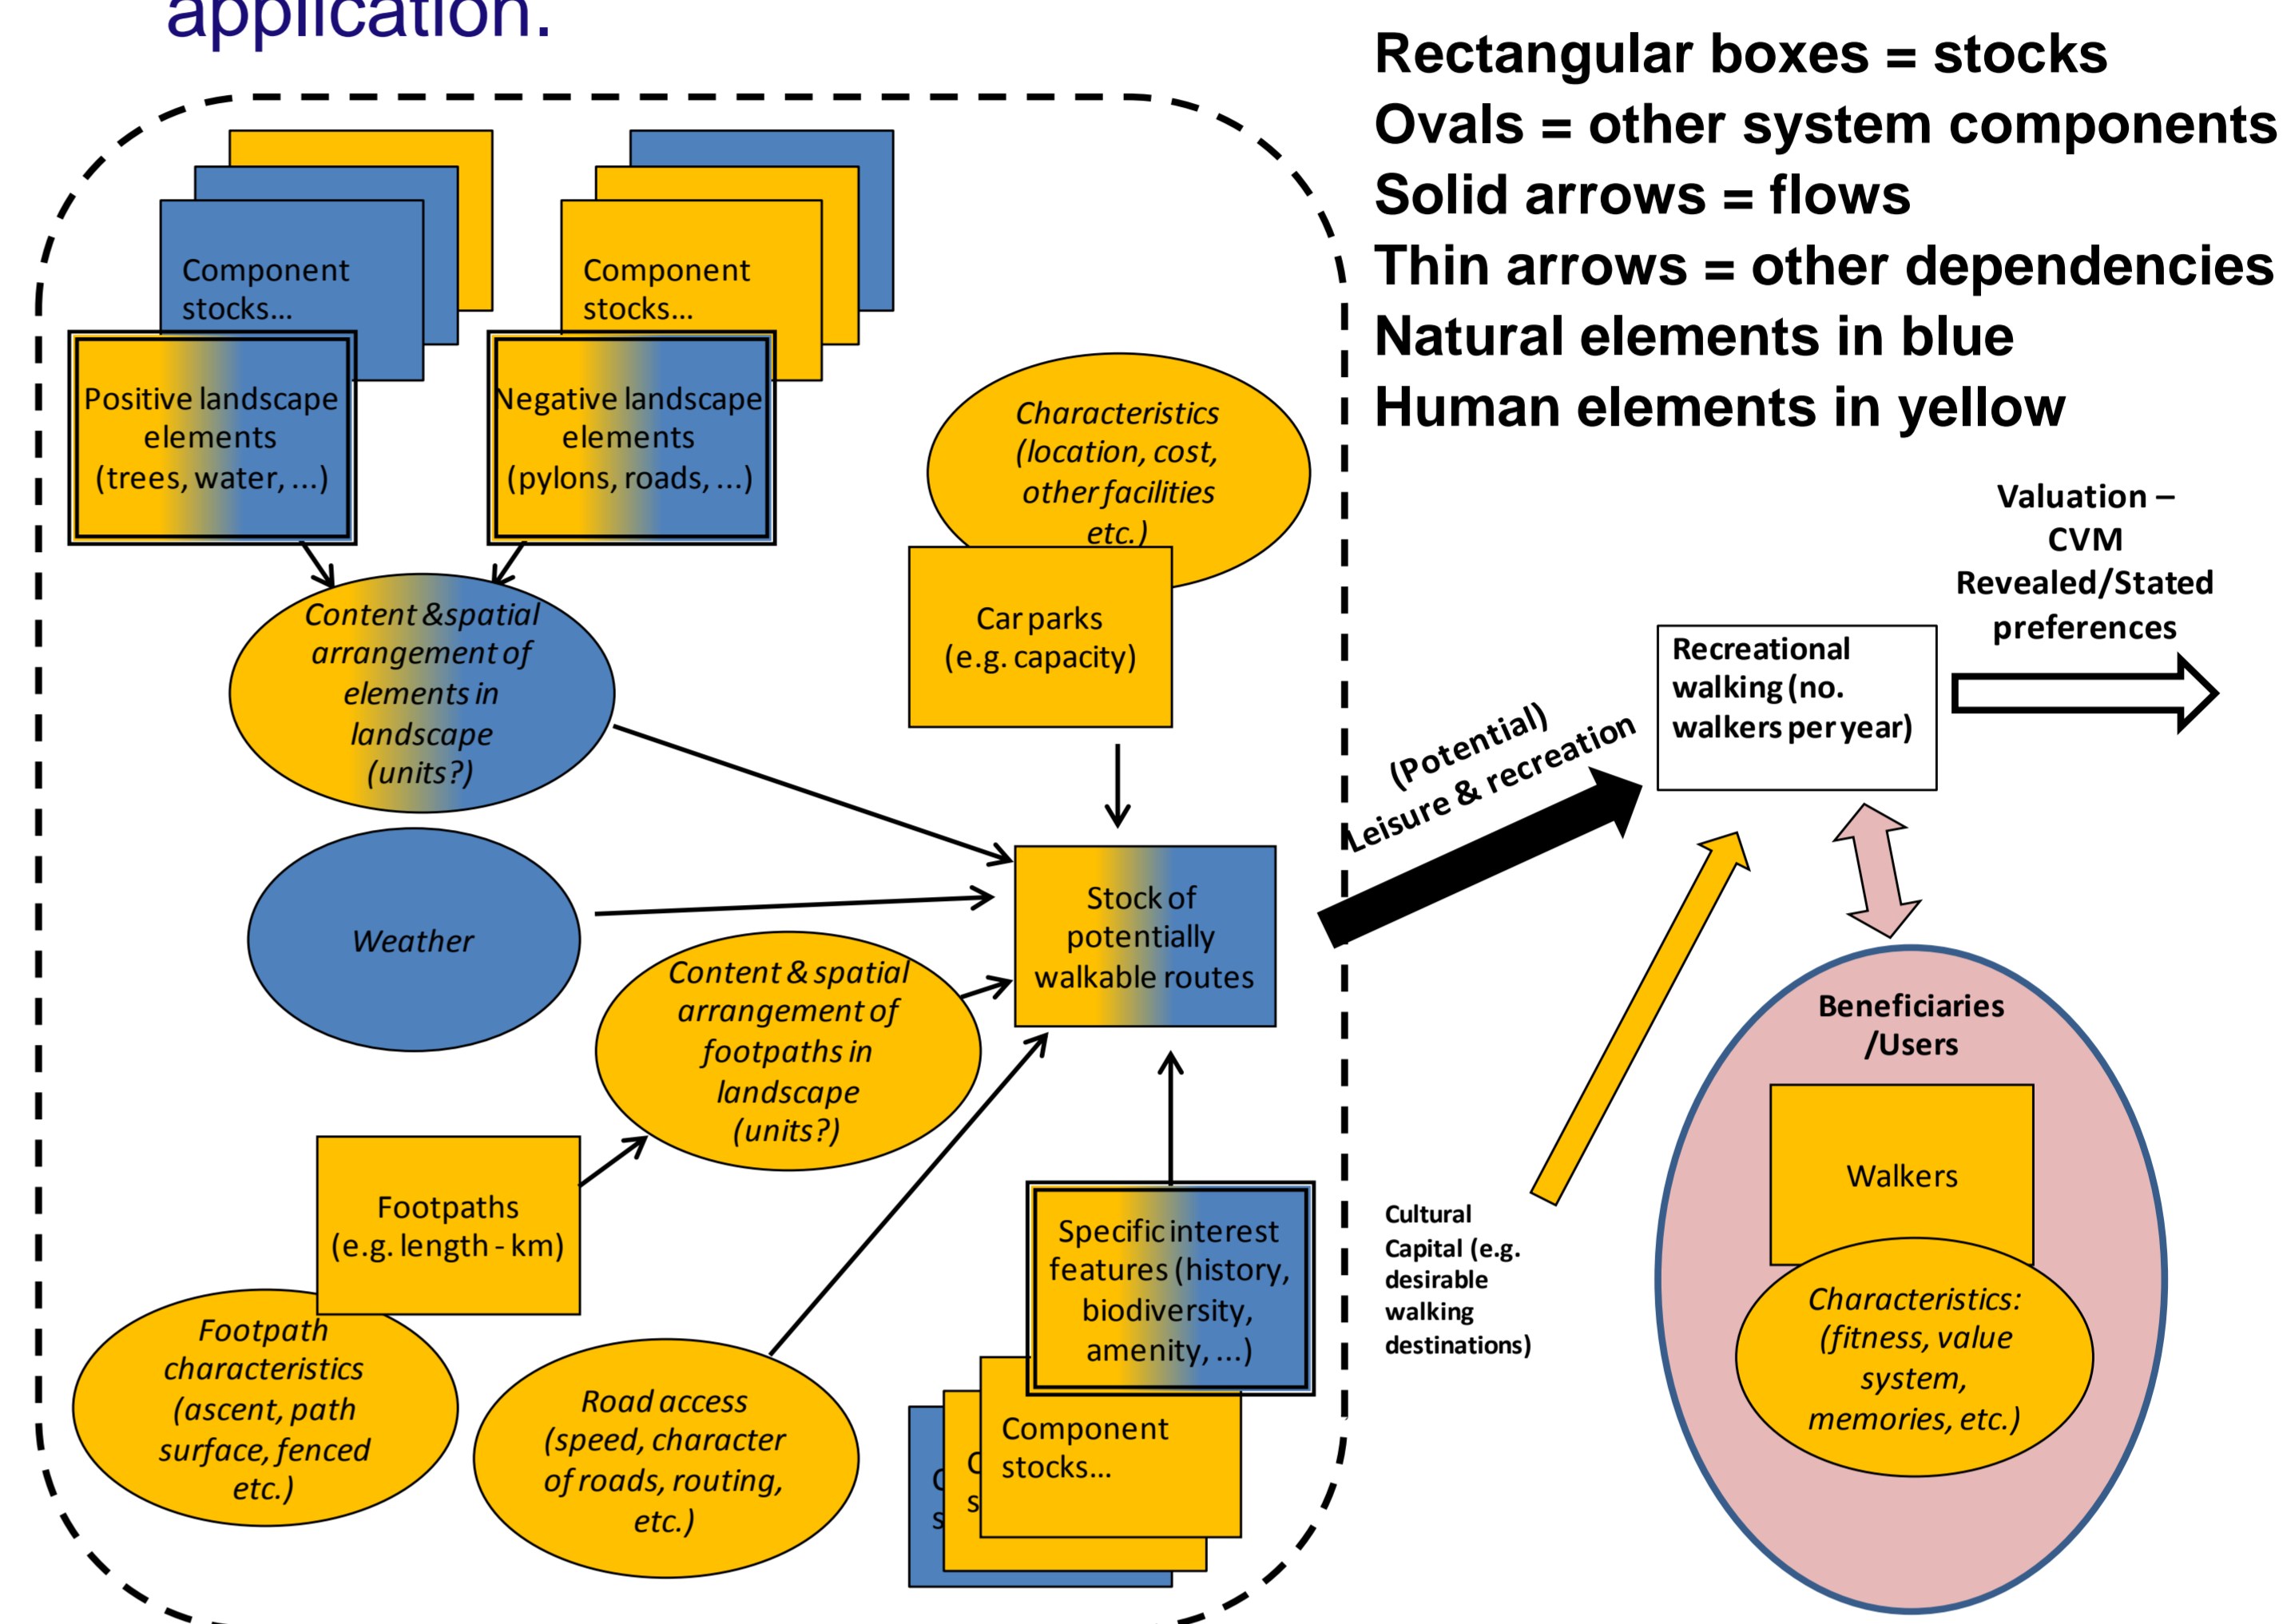 application.
Rectangular boxes = stocks
Ovals = other system components
Solid arrows = flows
Thin arrows = other dependencies
Natural elements in blue
Human elements in yellow
Component
stocks...
Component
stocks...
Positive landscape
elements
(trees, water, ...)
Negative landscape
elements
(pylons, roads, ...)
Characteristics
(location, cost,
other facilities
etc.)
Car parks
(e.g. capacity)
Content & spatial
arrangement of
elements in
landscape
(units?)
Weather
Content & spatial
arrangement of
footpaths in
landscape
(units?)
Stock of
potentially
walkable routes
Footpaths
(e.g. length - km)
Footpath
characteristics
(ascent, path
surface, fenced
etc.)
Road access
(speed, character
of roads, routing,
etc.)
Specific interest
features (history,
biodiversity,
amenity, ...)
Component
stocks...
(Potential)
Leisure & recreation
Recreational
walking (no.
walkers per year)
Valuation –
CVM
Revealed/Stated
preferences
Cultural
Capital (e.g.
desirable
walking
destinations)
Beneficiaries
/Users
Walkers
Characteristics:
(fitness, value
system,
memories, etc.)